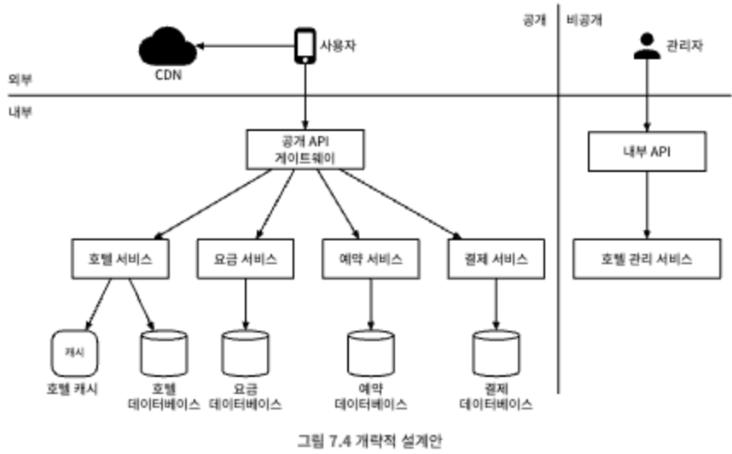 공개
비공개
사용자
관리자
CDN
외부
내부
공개 API
게이트웨이
내부 API
호텔 서비스
요금 서비스
예약 서비스
결제 서비스
호텔 관리 서비스
캐시
호텔 캐시
호텔
데이터베이스
요금
데이터베이스
예약
데이터베이스
결제
데이터베이스
그림 7.4 개략적 설계안